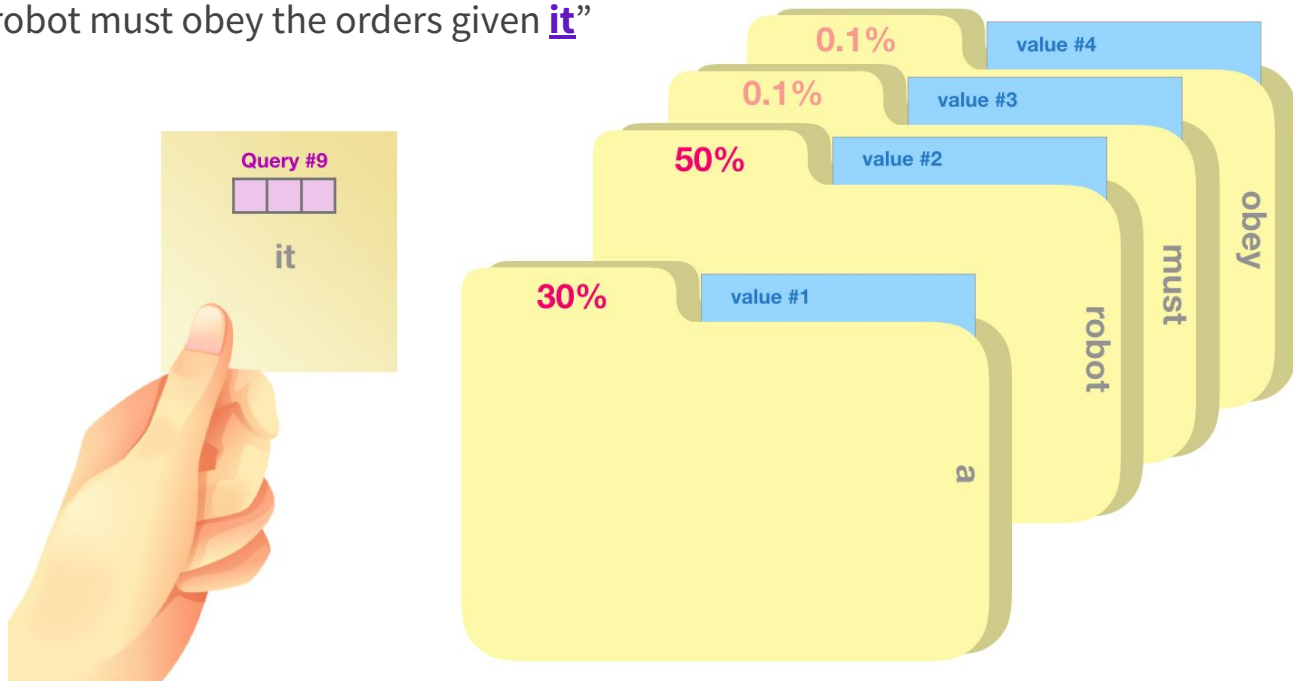 robot must obey the orders given it”
Query #9
it
0.1%
value #4
obey
0.1%
value #3
must
50%
value #2
robot
30%
value #1
a